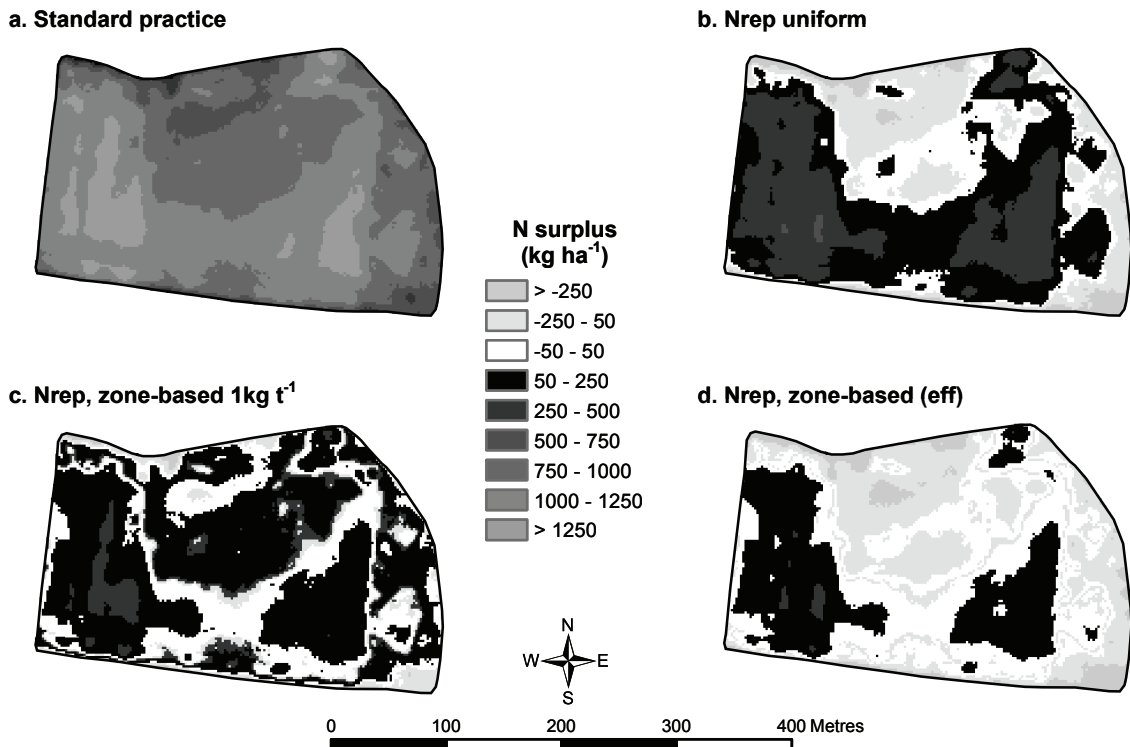 a. Standard practice
b. Nrep uniform
N surplus
(kg ha⁻¹)
> -250
-250 - 50
-50 - 50
50 - 250
250 - 500
500 - 750
750 - 1000
1000 - 1250
> 1250
c. Nrep, zone-based 1kg t⁻¹
d. Nrep, zone-based (eff)
N
W E
S
0 100 200 300 400 Metres